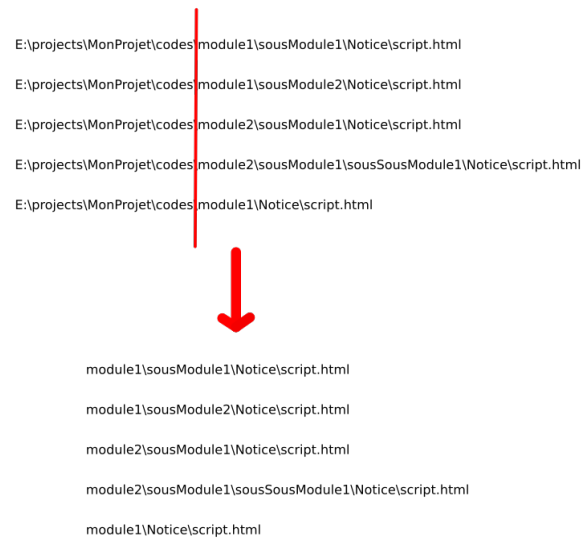 E:\projects\MonProjet\codes\module1\sousModule1\Notice\script.html
E:\projects\MonProjet\codes\module1\sousModule2\Notice\script.html
E:\projects\MonProjet\codes\module2\sousModule1\Notice\script.html
E:\projects\MonProjet\codes\module2\sousModule1\sousSousModule1\Notice\script.html
E:\projects\MonProjet\codes\module1\Notice\script.html
module1\sousModule1\Notice\script.html
module1\sousModule2\Notice\script.html
module2\sousModule1\Notice\script.html
module2\sousModule1\sousSousModule1\Notice\script.html
module1\Notice\script.html